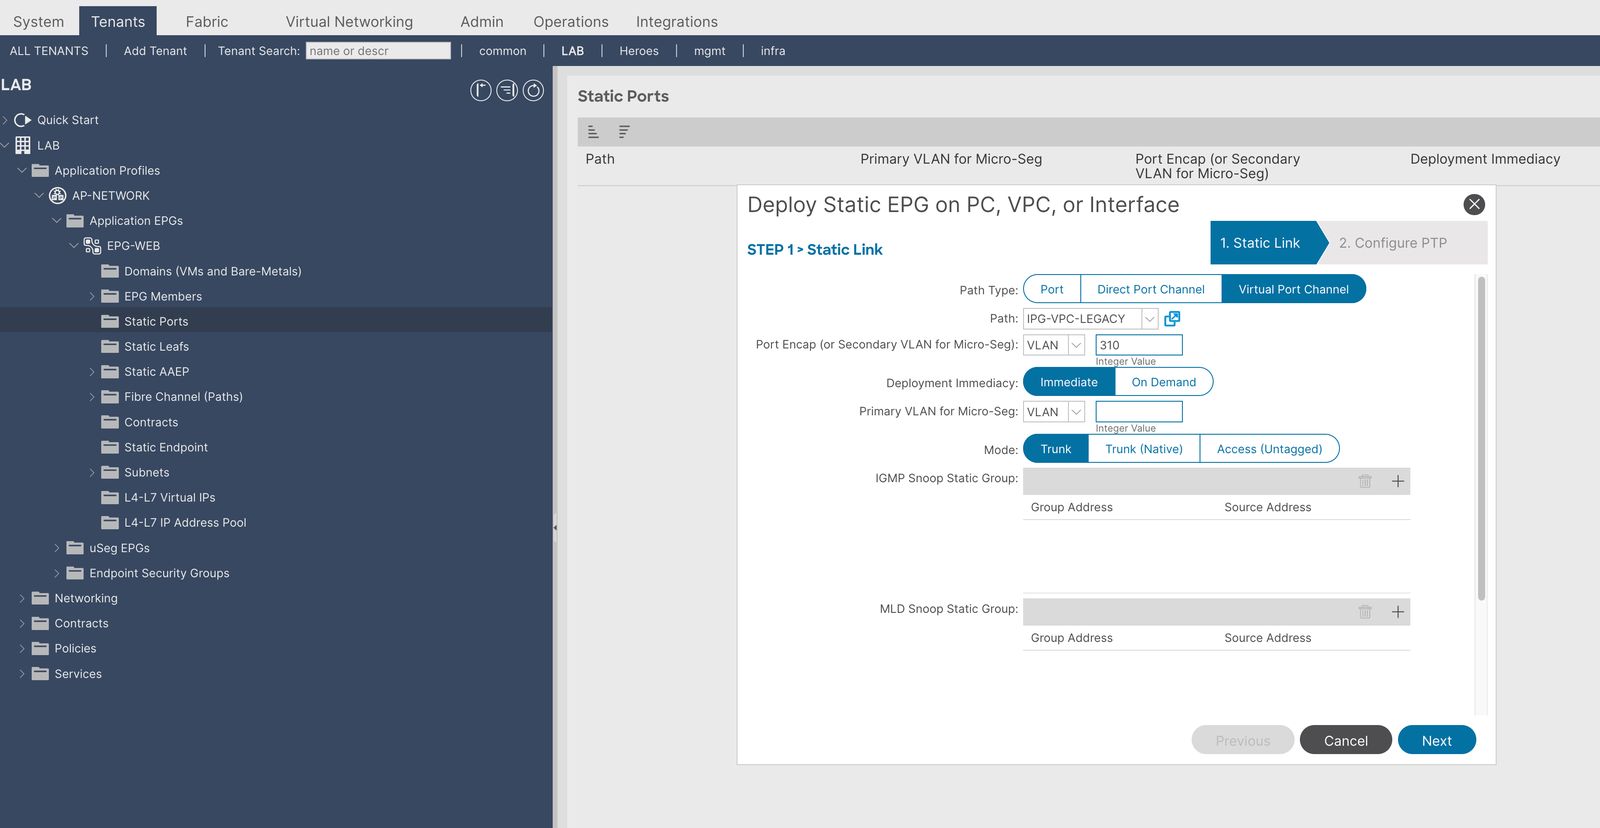 System Tenants Fabric Virtual Networking Admin Operations Integrations
ALL TENANTS | Add Tenant | Tenant Search: name or descr | common | LAB | Heroes | mgmt | infra
LAB
Quick Start
LAB
Application Profiles
AP-NETWORK
Application EPGs
EPG-WEB
Domains (VMs and Bare-Metals)
EPG Members
Static Ports
Static Leafs
Static AAEP
Fibre Channel (Paths)
Contracts
Static Endpoint
Subnets
L4-L7 Virtual IPs
L4-L7 IP Address Pool
uSeg EPGs
Endpoint Security Groups
Networking
Contracts
Policies
Services
Static Ports
Path Primary VLAN for Micro-Seg Port Encap (or Secondary Deployment Immediacy
VLAN for Micro-Seg)
Deploy Static EPG on PC, VPC, or Interface
STEP 1 > Static Link
1. Static Link 2. Configure PTP
Path Type: Port Direct Port Channel Virtual Port Channel
Path: IPG-VPC-LEGACY
Port Encap (or Secondary VLAN for Micro-Seg): VLAN 310
Integer Value
Deployment Immediacy: Immediate On Demand
Primary VLAN for Micro-Seg: VLAN
Integer Value
Mode: Trunk Trunk (Native) Access (Untagged)
IGMP Snoop Static Group:
Group Address Source Address
MLD Snoop Static Group:
Group Address Source Address
Previous Cancel Next